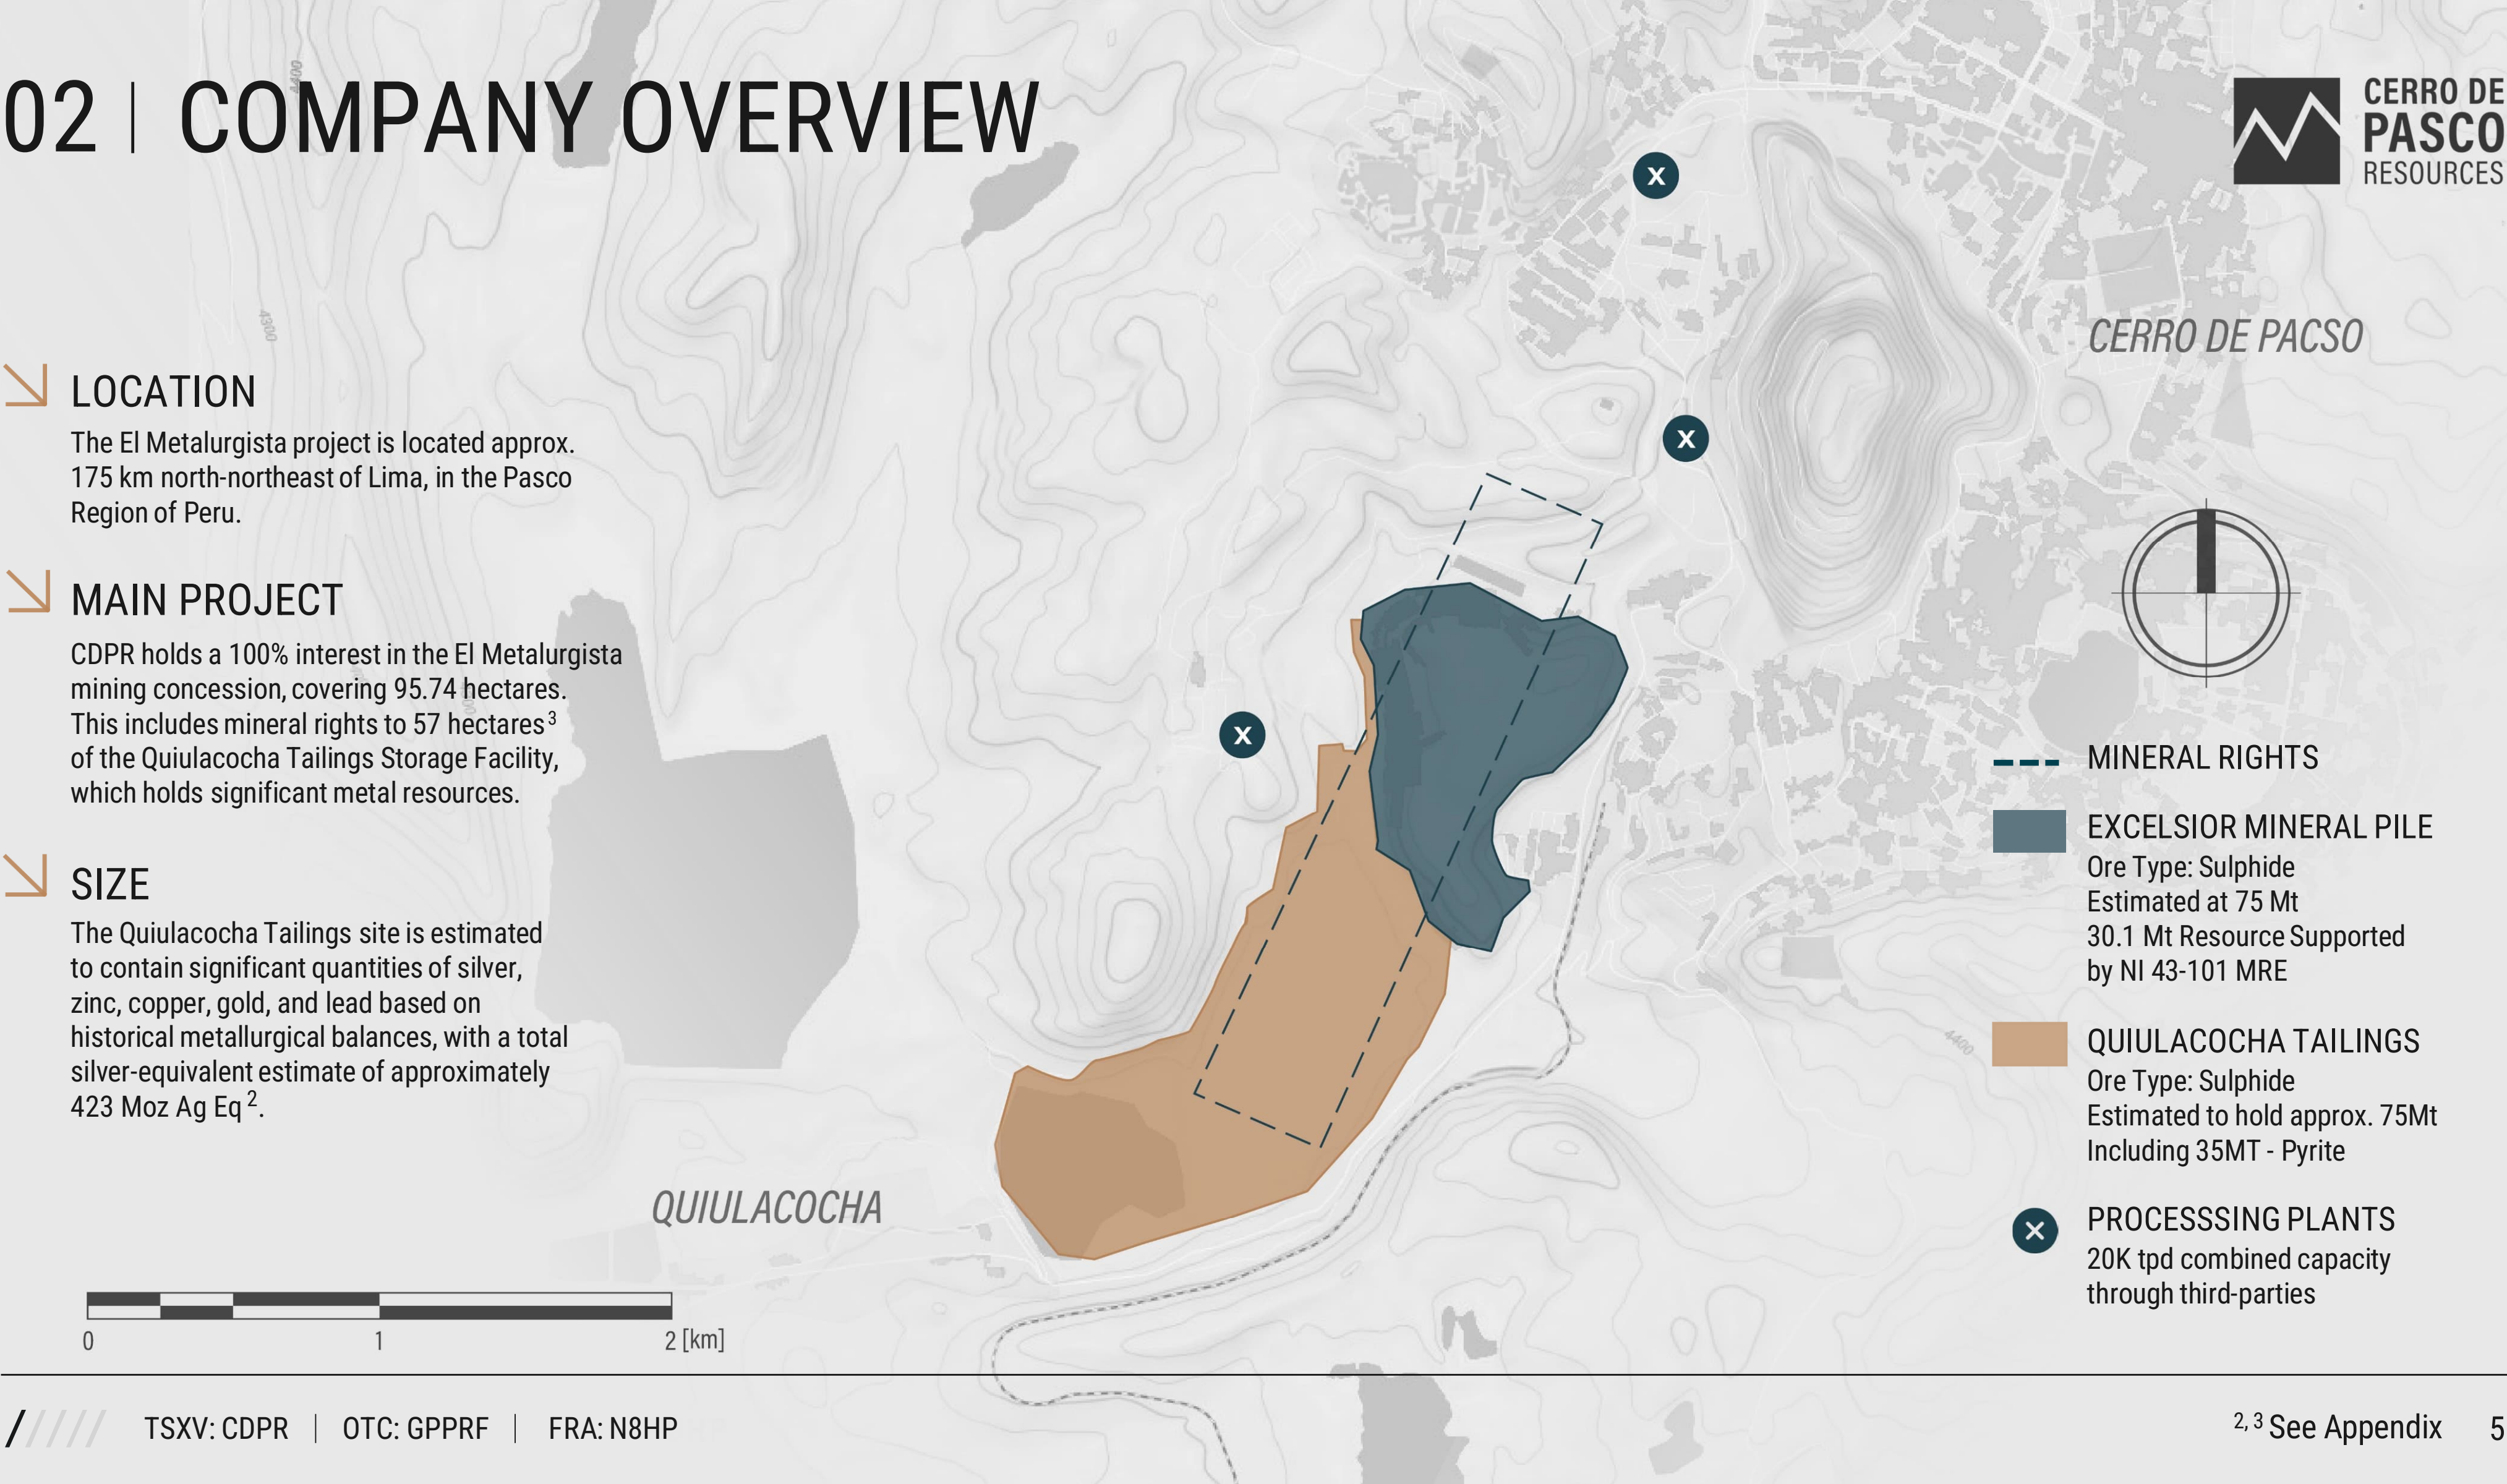 02 | COMPANY OVERVIEW
CERRO DE
PASCO
RESOURCES
4400
4300
X
X
X
CERRO DE PACSO
LOCATION
The El Metalurgista project is located approx.
175 km north-northeast of Lima, in the Pasco
Region of Peru.
MAIN PROJECT
CDPR holds a 100% interest in the El Metalurgista
mining concession, covering 95.74 hectares.
This includes mineral rights to 57 hectares3
of the Quiulacocha Tailings Storage Facility,
which holds significant metal resources.
SIZE
The Quiulacocha Tailings site is estimated
to contain significant quantities of silver,
zinc, copper, gold, and lead based on
historical metallurgical balances, with a total
silver-equivalent estimate of approximately
423 Moz Ag Eq 2.
QUIULACOCHA
MINERAL RIGHTS
EXCELSIOR MINERAL PILE
Ore Type: Sulphide
Estimated at 75 Mt
30.1 Mt Resource Supported
by NI 43-101 MRE
4400
QUIULACOCHA TAILINGS
Ore Type: Sulphide
Estimated to hold approx. 75Mt
Including 35MT - Pyrite
PROCESSSING PLANTS
20K tpd combined capacity
through third-parties
0 1 2 [km]
TSXV: CDPR | OTC: GPPRF | FRA: N8HP
2, 3 See Appendix 5